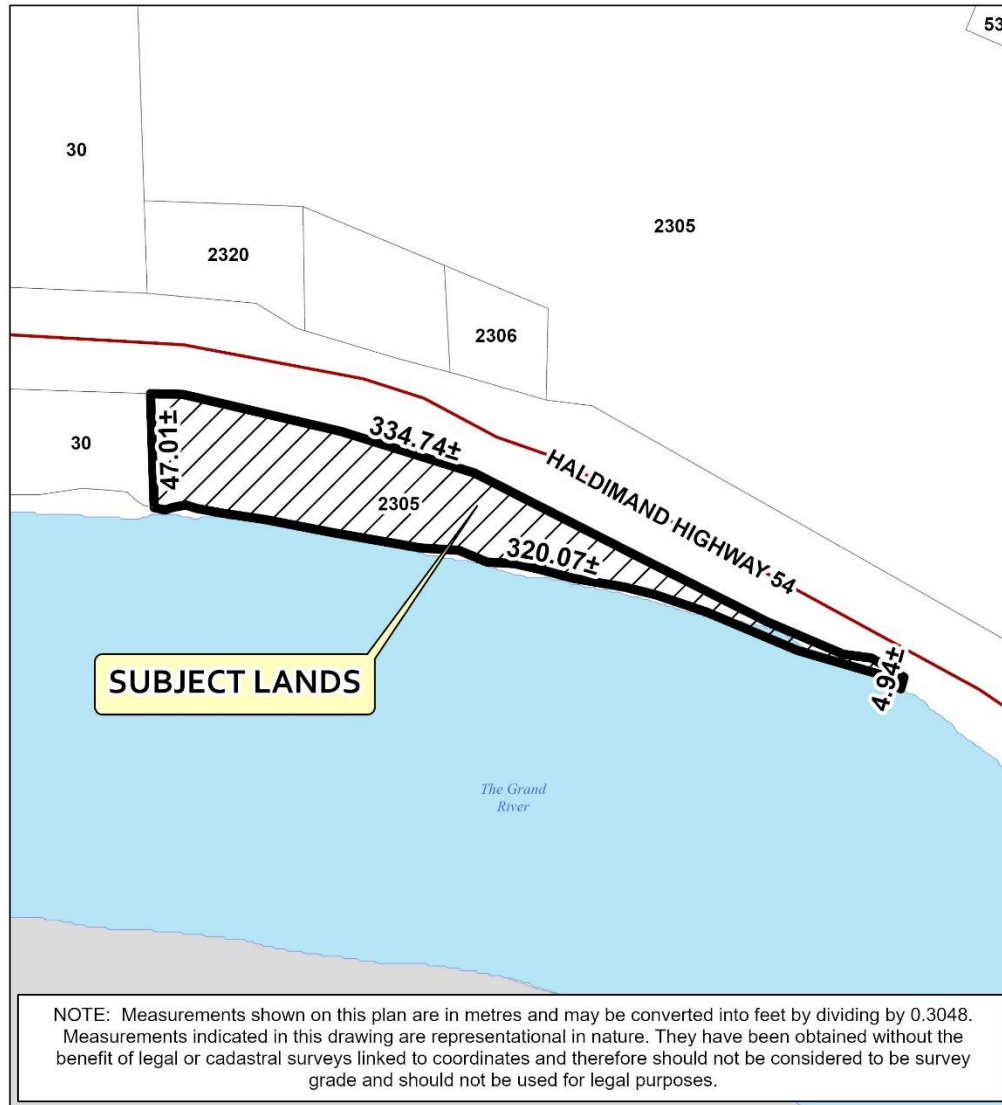 53
30
2305
2320
2306
334.74±
47.01±
30
HALDIMAND HIGHWAY 54
2305
320.07±
4.94±
SUBJECT LANDS
The Grand
River
NOTE:  Measurements shown on this plan are in metres and may be converted into feet by dividing by 0.3048.
Measurements indicated in this drawing are representational in nature. They have been obtained without the
benefit of legal or cadastral surveys linked to coordinates and therefore should not be considered to be survey
grade and should not be used for legal purposes.